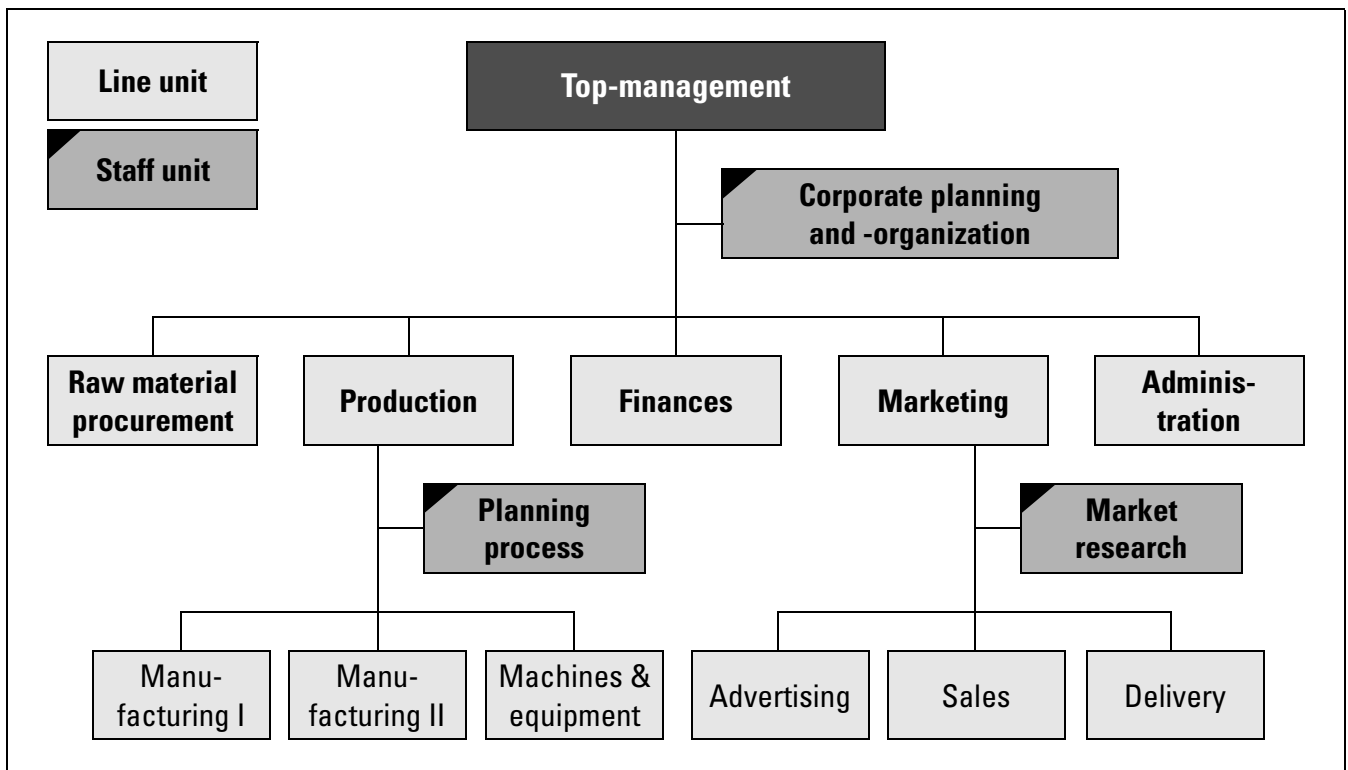 Line unit
Staff unit
Top-management
Corporate planning
and -organization
Raw material
procurement
Production
Finances
Marketing
Adminis-
tration
Planning
process
Market
research
Manu-
facturing I
Manu-
facturing II
Machines &
equipment
Advertising
Sales
Delivery